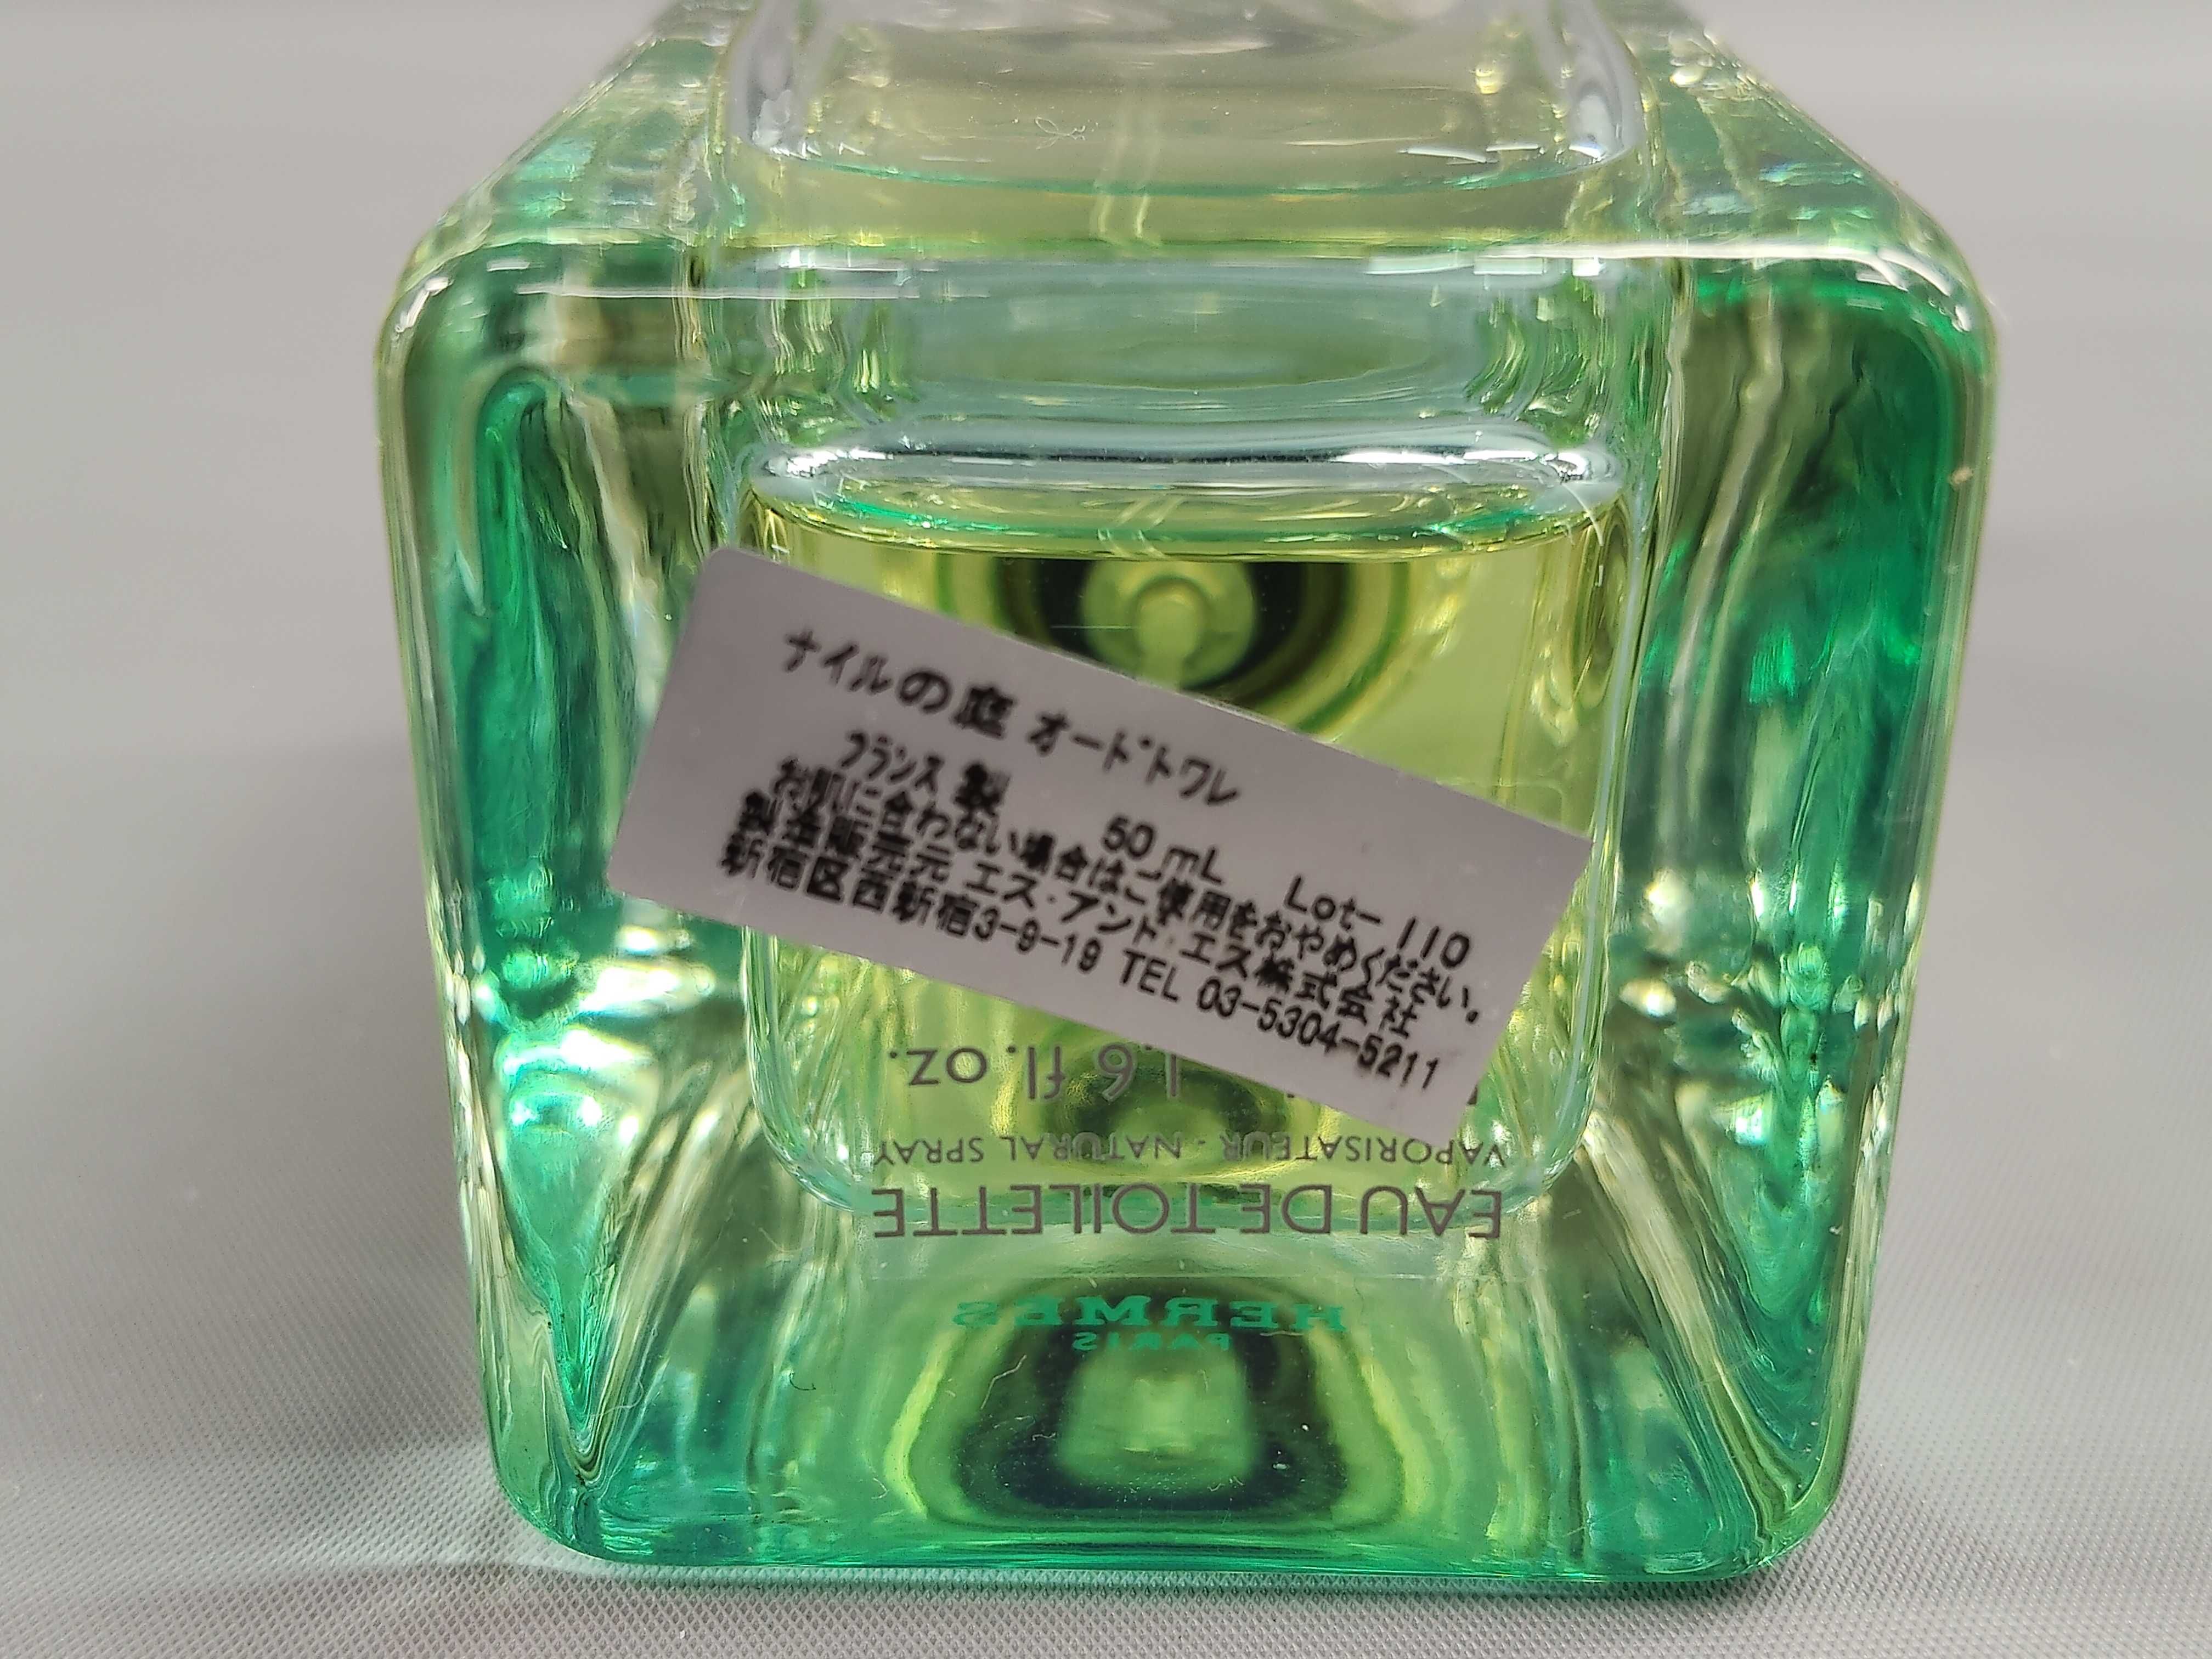 ナイルの庭 オードトワレ
フランス 製 50 mL Lot- 110
お肌に合わない場合はご使用をおやめください。
製造販売元 エス・アンド・エス株式会社
新宿区西新宿3-9-19 TEL 03-5304-5211
1.6 fl.oz.
VAPORISATEUR · NATURAL SPRAY
EAU DE TOILETTE
HERMES
PARIS